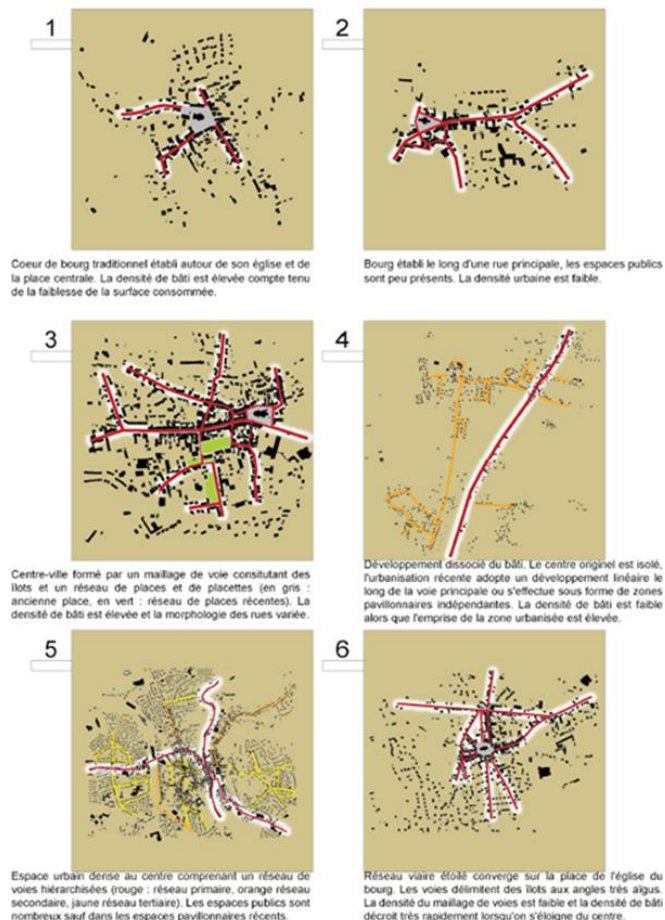 1
2
Coeur de bourg traditionnel établi autour de son église et de
la place centrale. La densité de bâti est élevée compte tenu
de la faiblesse de la surface consommée.
Bourg établi le long d'une rue principale, les espaces publics
sont peu présents. La densité urbaine est faible.
3
4
Centre-ville formé par un maillage de voie consitutant des
îlots et un réseau de places et de placettes (en gris :
ancienne place, en vert : réseau de places récentes). La
densité de bâti est élevée et la morphologie des rues variée.
Développement dissocié du bâti. Le centre originel est isolé,
l'urbanisation récente adopte un développement linéaire le
long de la voie principale ou s'effectue sous forme de zones
pavillonnaires indépendantes. La densité de bâti est faible
alors que l'emprise de la zone urbanisée est élevée.
5
6
Espace urbain dense au centre comprenant un réseau de
voies hiérarchisées (rouge : réseau primaire, orange réseau
secondaire, jaune réseau tertiaire). Les espaces publics sont
nombreux sauf dans les espaces pavillonnaires récents.
Réseau viaire étoilé converge sur la place de l'église du
bourg. Les voies délimitent des îlots aux angles très aïgus.
La densité du maillage de voies est faible et la densité de bâti
décroit très rapidement lorsqu'on s'éloigne du centre.